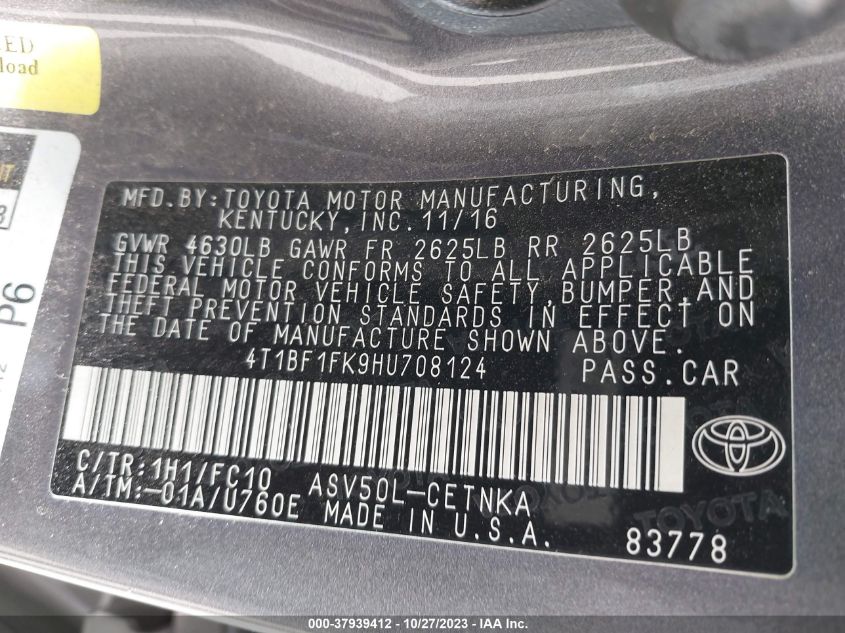 ED
load
IT
P6
MFD.BY:TOYOTA MOTOR MANUFACTURING,
KENTUCKY,INC.11/16
GVWR 4630LB GAWR FR 2625LB RR 2625LB
THIS VEHICLE CONFORMS TO ALL APPLICABLE
FEDERAL MOTOR VEHICLE SAFETY,BUMPER,AND
THEFT PREVENTION STANDARDS IN EFFECT ON
THE DATE OF MANUFACTURE SHOWN ABOVE.
4T1BF1FK9HU708124 PASS.CAR
C/TR:1H1/FC10 ASV50L-CETNKA
A/TM:-01A/U760E MADE IN U.S.A.
83778
TOYOTA
000-37939412 - 10/27/2023 - IAA Inc.